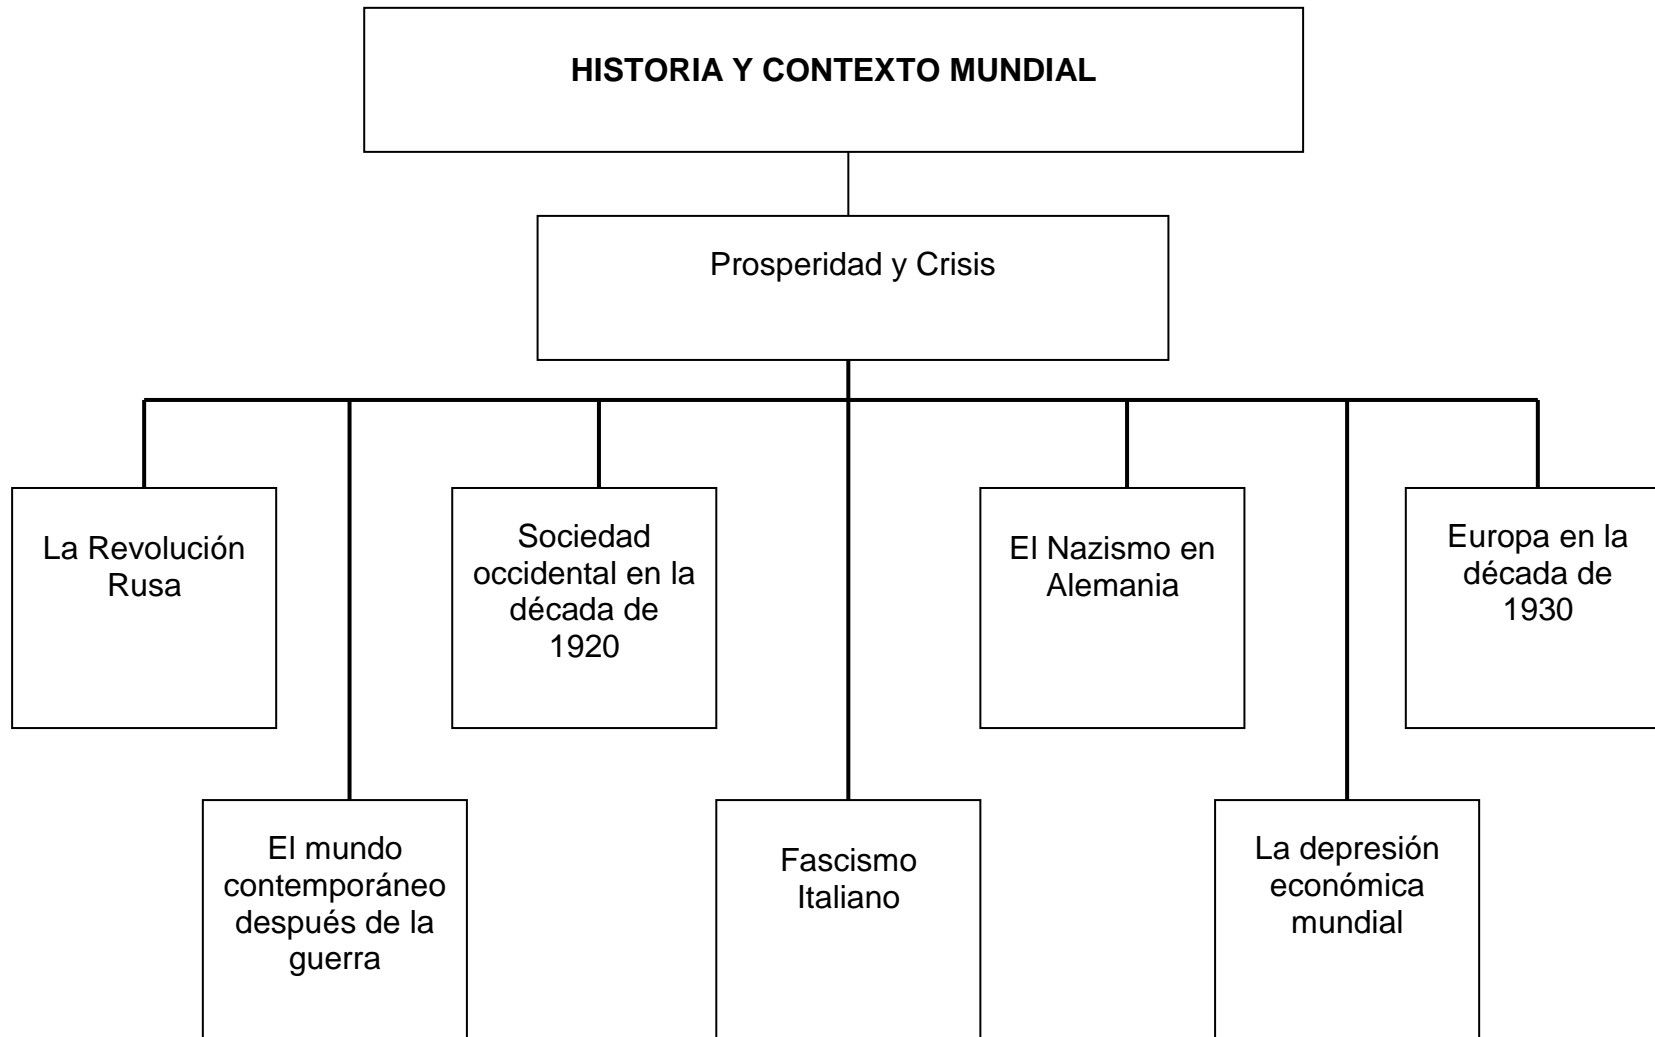 HISTORIA Y CONTEXTO MUNDIAL
Prosperidad y Crisis
La Revolución
Rusa
Sociedad
occidental en la
década de
1920
El Nazismo en
Alemania
Europa en la
década de
1930
El mundo
contemporáneo
después de la
guerra
Fascismo
Italiano
La depresión
económica
mundial